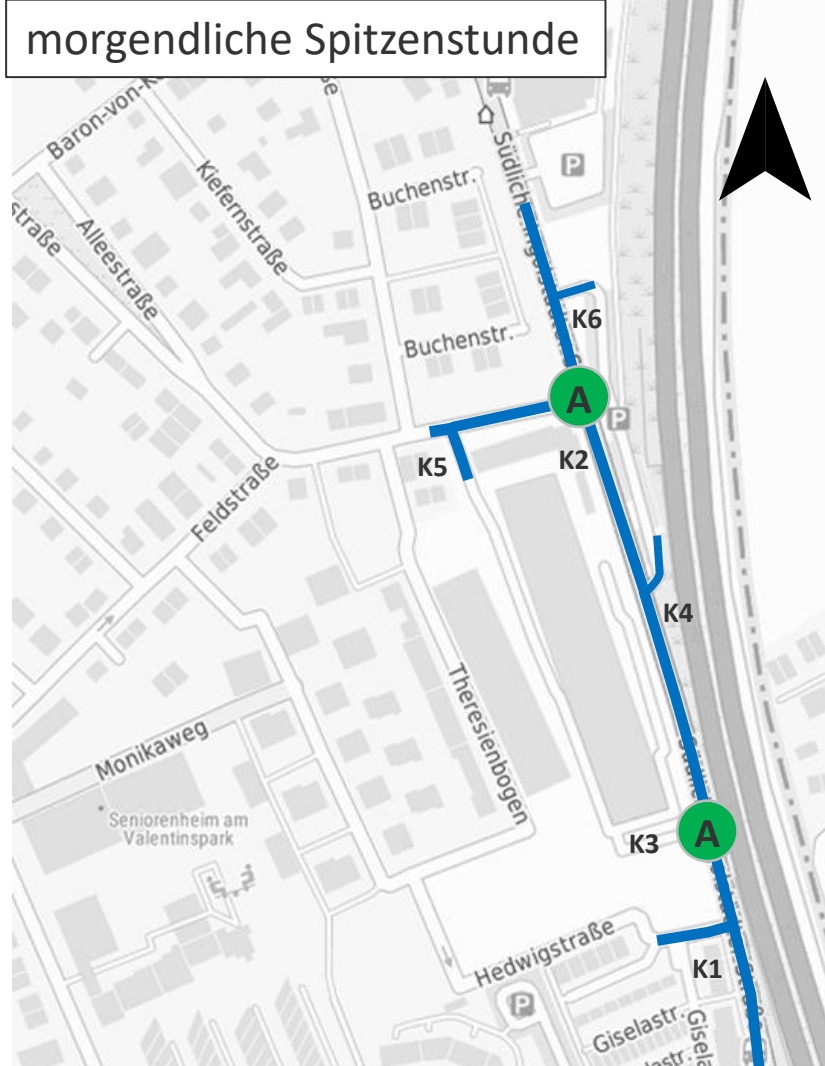 morgendliche Spitzenstunde
Baron-von-K
Kiefernstraße
Alleestraße
straße
Buchenstr.
P
K6
Buchenstr.
A
P
K5
K2
Feldstraße
K4
Monikaweg
Theresienbogen
Seniorenheim am
Valentinspark
A
K3
Hedwigstraße
K1
P
Giselastr.